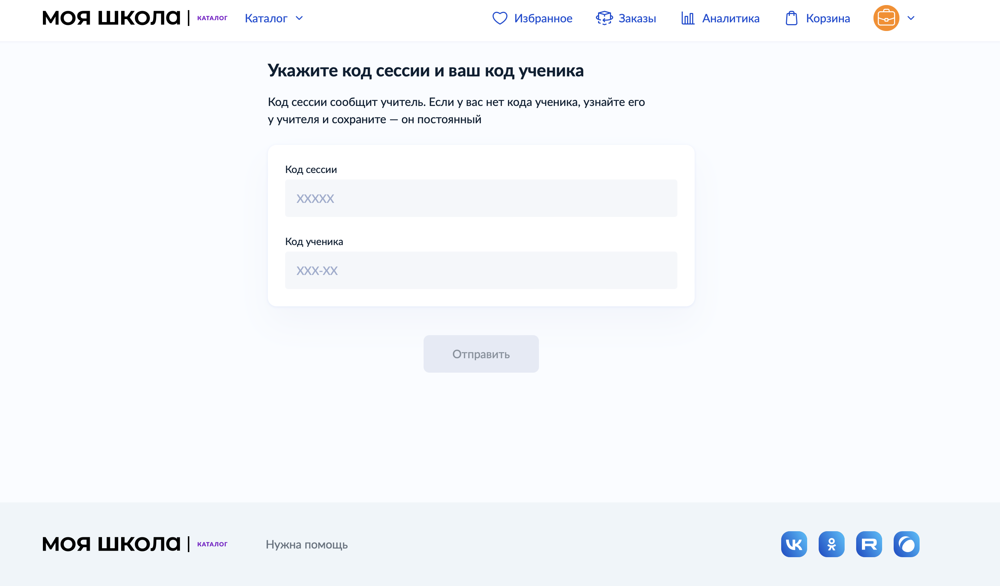 моя школа | КАТАЛОГ
Каталог
Избранное
Заказы
Аналитика
Корзина
Укажите код сессии и ваш код ученика
Код сессии сообщит учитель. Если у вас нет кода ученика, узнайте его
у учителя и сохраните — он постоянный
Код сессии
XXXXX
Код ученика
XXX-XX
Отправить
моя школа | КАТАЛОГ
Нужна помощь